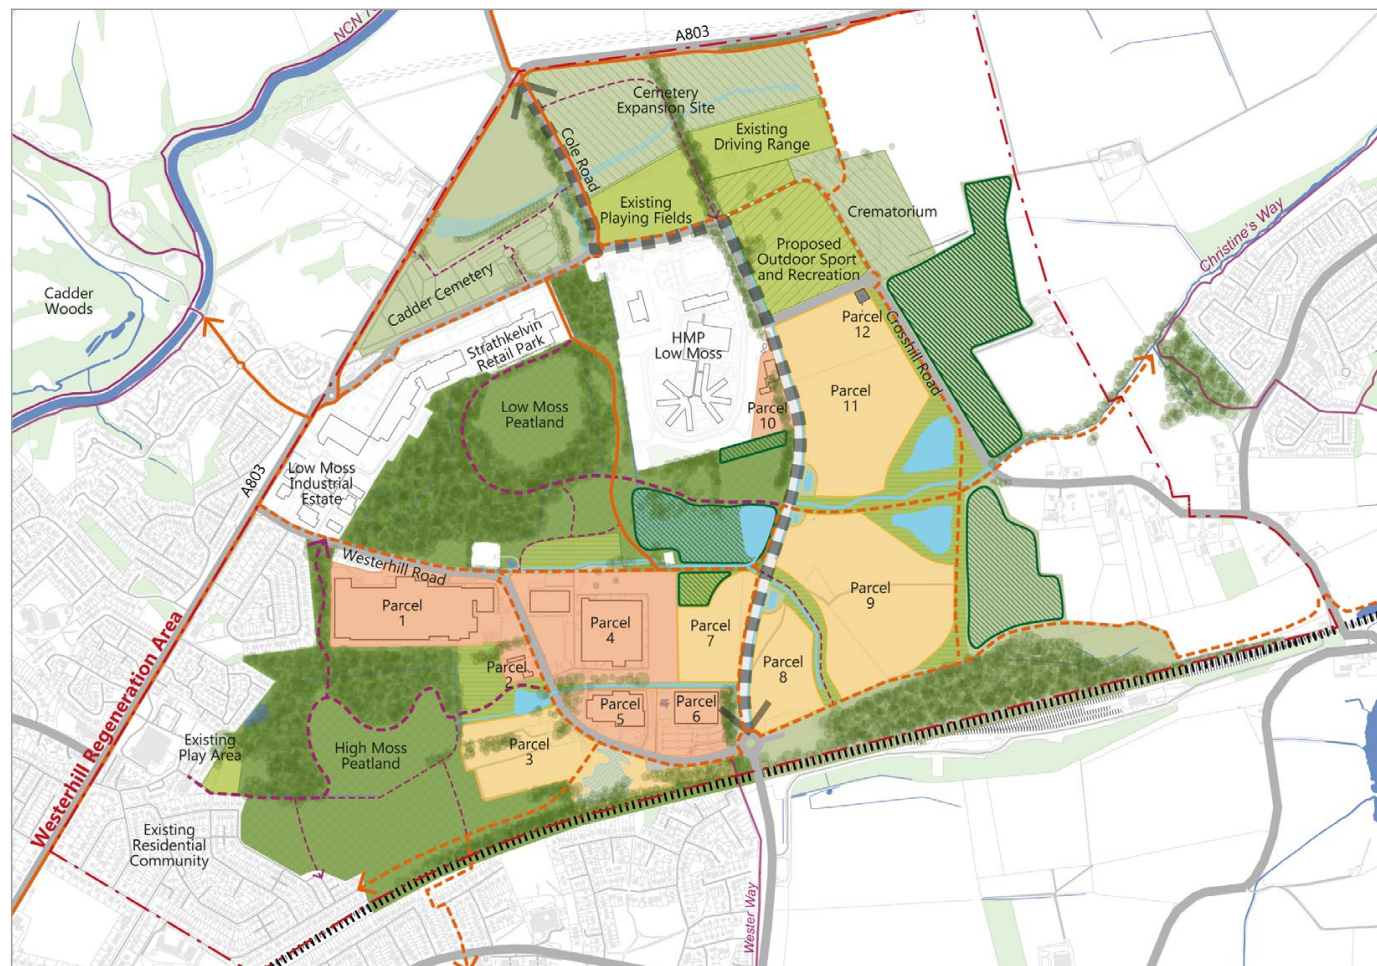 NCN
A803
Cemetery
Expansion Site
Cole Road
Existing
Driving Range
Existing
Playing Fields
Crematorium
Christine's Way
Proposed
Outdoor Sport
and Recreation
Cadder
Woods
Cadder Cemetery
Strathkelvin
Retail Park
HMP
Low Moss
Parcel
12
Crosshill Road
Parcel
11
Parcel
10
Low Moss
Peatland
A803
Low Moss
Industrial
Estate
Westerhill Road
Parcel
1
Parcel
4
Parcel
7
Parcel
9
Parcel
2
Parcel
8
Parcel
5
Parcel
6
Westerhill Regeneration Area
Existing
Play Area
High Moss
Peatland
Parcel
3
Existing
Residential
Community
Wester Way